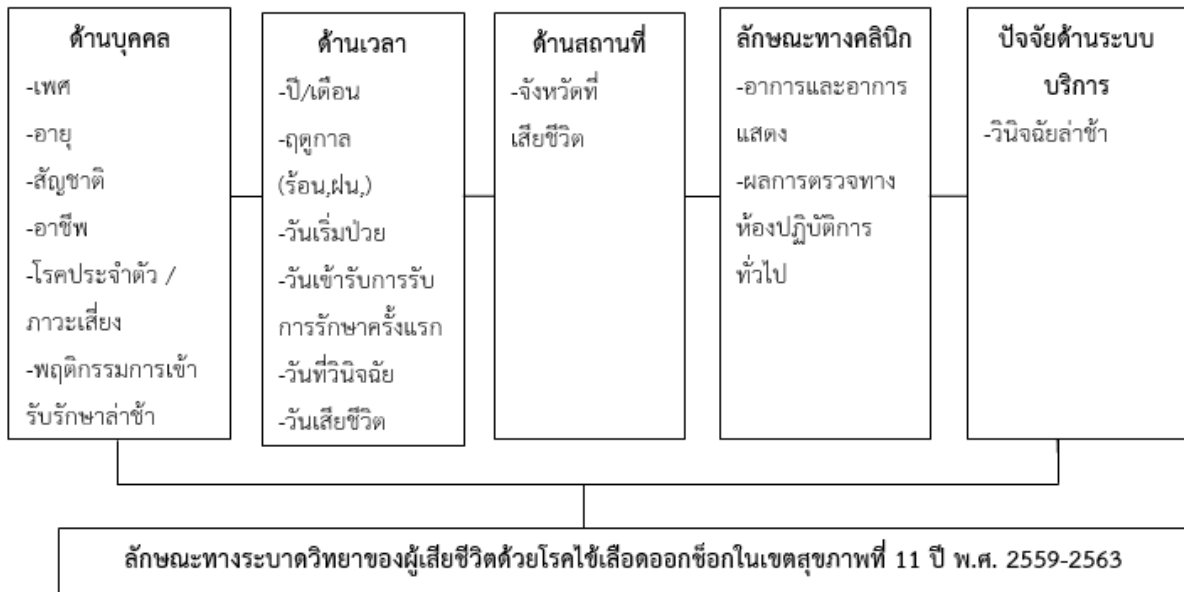 ด้านบุคคล
-เพศ
-อายุ
-สัญชาติ
-อาชีพ
-โรคประจำตัว /
ภาวะเสี่ยง
-พฤติกรรมการเข้า
รับรักษาล่าช้า
ด้านเวลา
-ปี/เดือน
-ฤดูกาล
(ร้อน,ฝน,)
-วันเริ่มป่วย
-วันเข้ารับการรับ
การรักษาครั้งแรก
-วันที่วินิจฉัย
-วันเสียชีวิต
ด้านสถานที่
-จังหวัดที่
เสียชีวิต
ลักษณะทางคลินิก
-อาการและอาการ
แสดง
-ผลการตรวจทาง
ห้องปฏิบัติการ
ทั่วไป
ปัจจัยด้านระบบ
บริการ
-วินิจฉัยล่าช้า
ลักษณะทางระบาดวิทยาของผู้เสียชีวิตด้วยโรคไข้เลือดออกช็อกในเขตสุขภาพที่ 11 ปี พ.ศ. 2559-2563